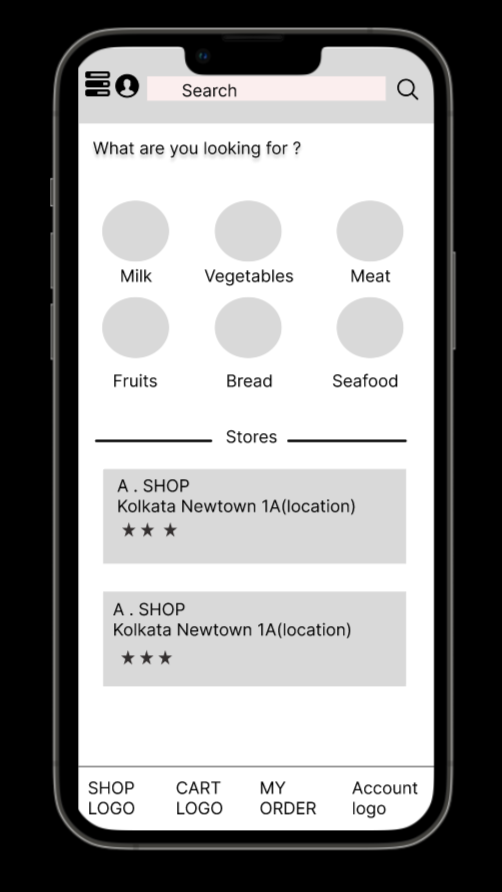 Search
What are you looking for ?
Milk Vegetables Meat
Fruits Bread Seafood
Stores
A . SHOP
Kolkata Newtown 1A(location)
A . SHOP
Kolkata Newtown 1A(location)
SHOP CART MY Account
LOGO LOGO ORDER logo